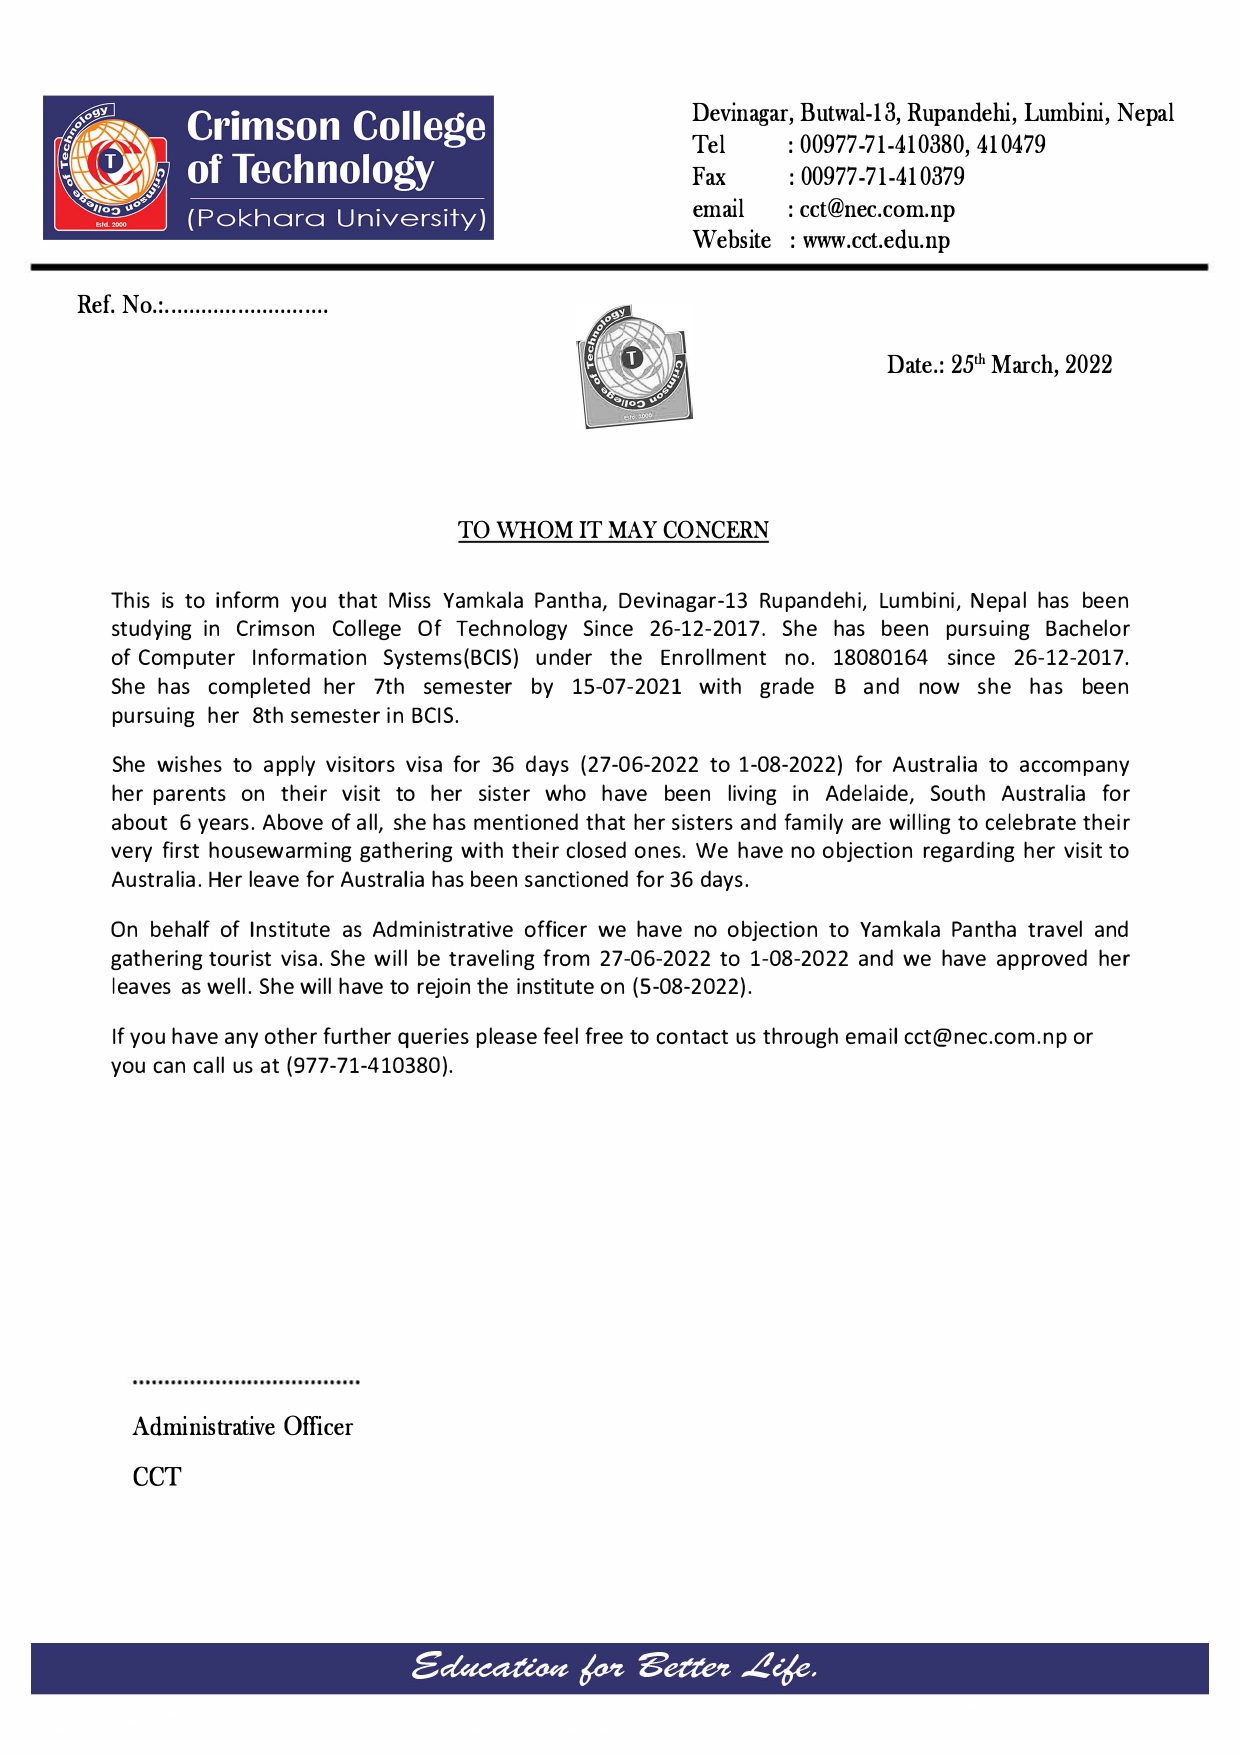 Crimson College of Technology
Estd. 2000
T
Crimson College
of Technology
(Pokhara University)
Devinagar, Butwal-13, Rupandehi, Lumbini, Nepal
Tel : 00977-71-410380, 410479
Fax : 00977-71-410379
email : cct@nec.com.np
Website : www.cct.edu.np
Ref. No.:...........................
Crimson College of Technology
T
Estd. 2000
Date.: 25th March, 2022
TO WHOM IT MAY CONCERN
This is to inform you that Miss Yamkala Pantha, Devinagar-13 Rupandehi, Lumbini, Nepal has been
studying in Crimson College Of Technology Since 26-12-2017. She has been pursuing Bachelor
of Computer Information Systems(BCIS) under the Enrollment no. 18080164 since 26-12-2017.
She has completed her 7th semester by 15-07-2021 with grade B and now she has been
pursuing her 8th semester in BCIS.
She wishes to apply visitors visa for 36 days (27-06-2022 to 1-08-2022) for Australia to accompany
her parents on their visit to her sister who have been living in Adelaide, South Australia for
about 6 years. Above of all, she has mentioned that her sisters and family are willing to celebrate their
very first housewarming gathering with their closed ones. We have no objection regarding her visit to
Australia. Her leave for Australia has been sanctioned for 36 days.
On behalf of Institute as Administrative officer we have no objection to Yamkala Pantha travel and
gathering tourist visa. She will be traveling from 27-06-2022 to 1-08-2022 and we have approved her
leaves as well. She will have to rejoin the institute on (5-08-2022).
If you have any other further queries please feel free to contact us through email cct@nec.com.np or
you can call us at (977-71-410380).
....................................
Administrative Officer
CCT
Education for Better Life.